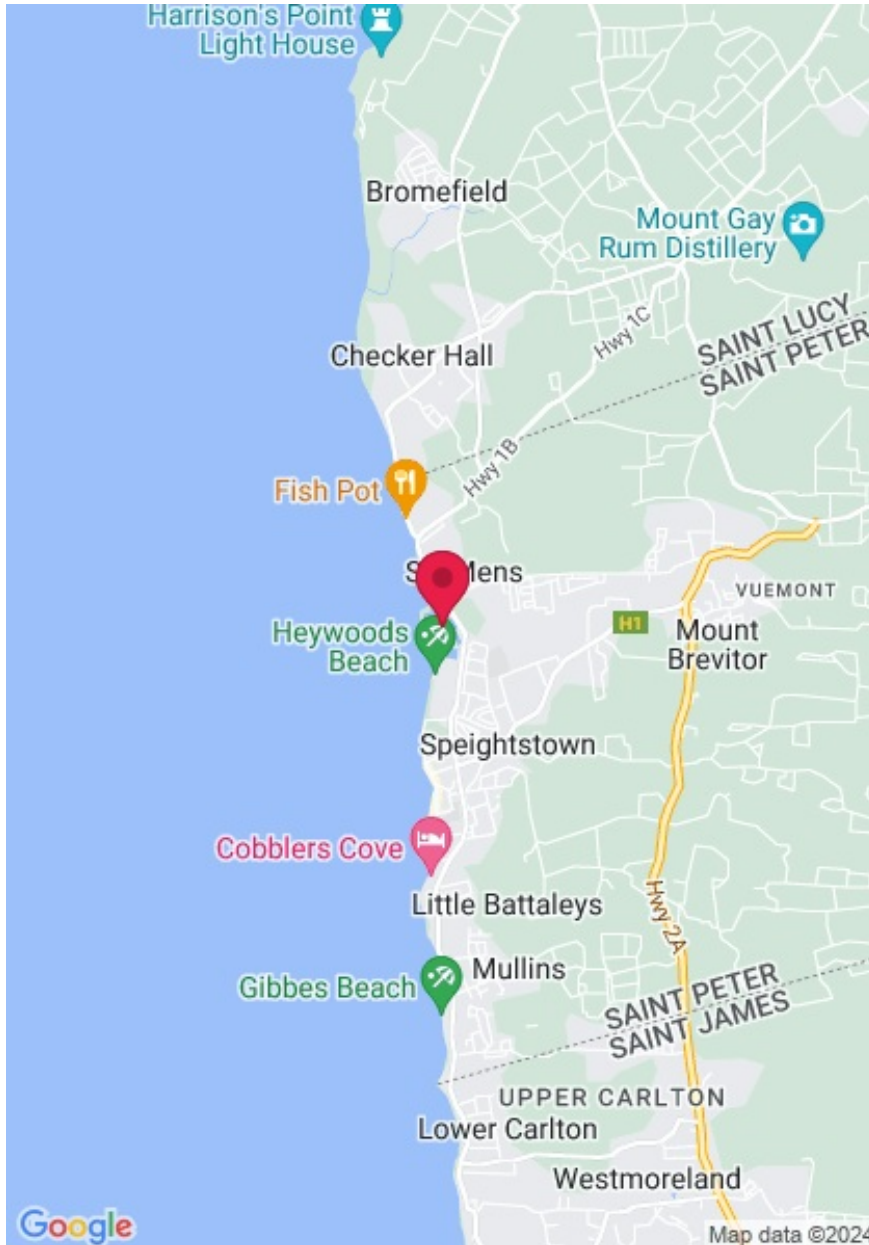 Harrison's Point
Light House
Bromefield
Mount Gay
Rum Distillery
SAINT LUCY
SAINT PETER
Hwy 1C
Checker Hall
Hwy 1B
Fish Pot
Mens
VUEMONT
H1
Heywoods
Beach
Mount
Brevitor
Speightstown
Cobblers Cove
Hwy 2A
Little Battaleys
Mullins
Gibbes Beach
SAINT PETER
SAINT JAMES
UPPER CARLTON
Lower Carlton
Westmoreland
Google
Map data ©2024